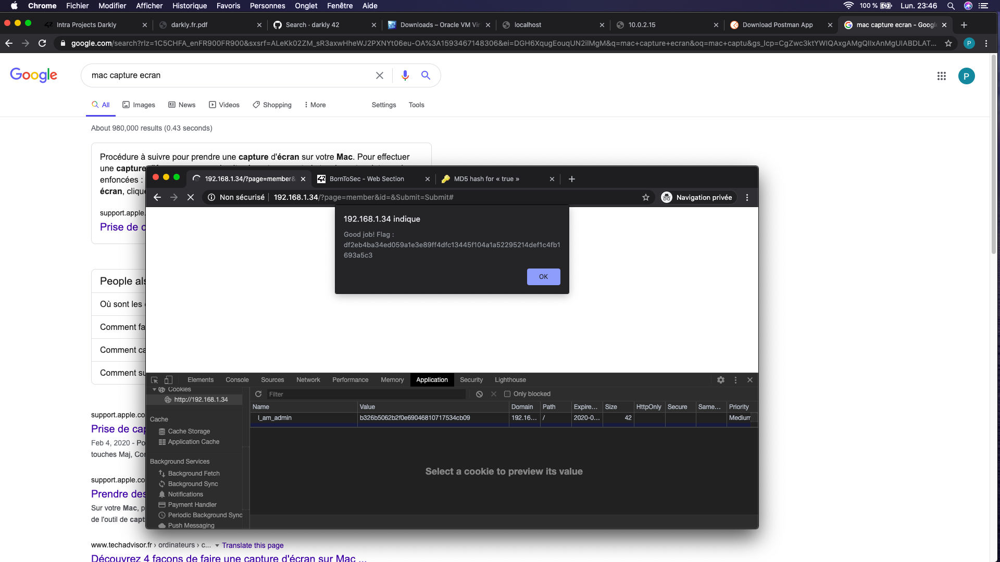 Chrome Fichier Modifier Afficher Historique Favoris Personnes Onglet Fenêtre Aide 100 % Lun. 23:46
Intra Projects Darkly darkly.fr.pdf Search · darkly 42 Downloads – Oracle VM Vir localhost 10.0.2.15 Download Postman App mac capture ecran - Google
google.com/search?rlz=1C5CHFA_enFR900FR900&sxsrf=ALeKk02ZM_sR3axwHheWJ2PXNYt06eu-OA%3A1593467148306&ei=DGH6XqugEouqUN2ilMgM&q=mac+capture+ecran&oq=mac+captu&gs_lcp=CgZwc3ktYWIQAxgAMgQIIxAnMgUIABDLAT... P
Google mac capture ecran P
All Images News Videos Shopping More Settings Tools
About 980,000 results (0.43 seconds)
Procédure à suivre pour prendre une capture d'écran sur votre Mac. Pour effectuer
une capture
enfoncées :
écran, clique
support.apple.
Prise de c
People als
Où sont les
Comment fa
Comment ca
Comment su
support.apple.co
Prise de cap
Feb 4, 2020 - Po
touches Maj, Cor
support.apple.co
Prendre des
Sur votre Mac, p
de l'outil de capt
www.techadvisor.fr › ordinateurs › c... Translate this page
Découvrez 4 façons de faire une capture d'écran sur Mac ...
192.168.1.34/?page=member& 42 BornToSec - Web Section MD5 hash for « true »
Non sécurisé 192.168.1.34/?page=member&id=&Submit=Submit# Navigation privée
192.168.1.34 indique
Good job! Flag :
df2eb4ba34ed059a1e3e89ff4dfc13445f104a1a52295214def1c4fb1
693a5c3
OK
Elements Console Sources Network Performance Memory Application Security Lighthouse
Cookies
http://192.168.1.34
Cache
Cache Storage
Application Cache
Background Services
Background Fetch
Background Sync
Notifications
Payment Handler
Periodic Background Sync
Push Messaging
Filter Only blocked
Name Value Domain Path Expire... Size HttpOnly Secure Same... Priority
I_am_admin b326b5062b2f0e69046810717534cb09 192.16... / 2020-0... 42 Medium
Select a cookie to preview its value